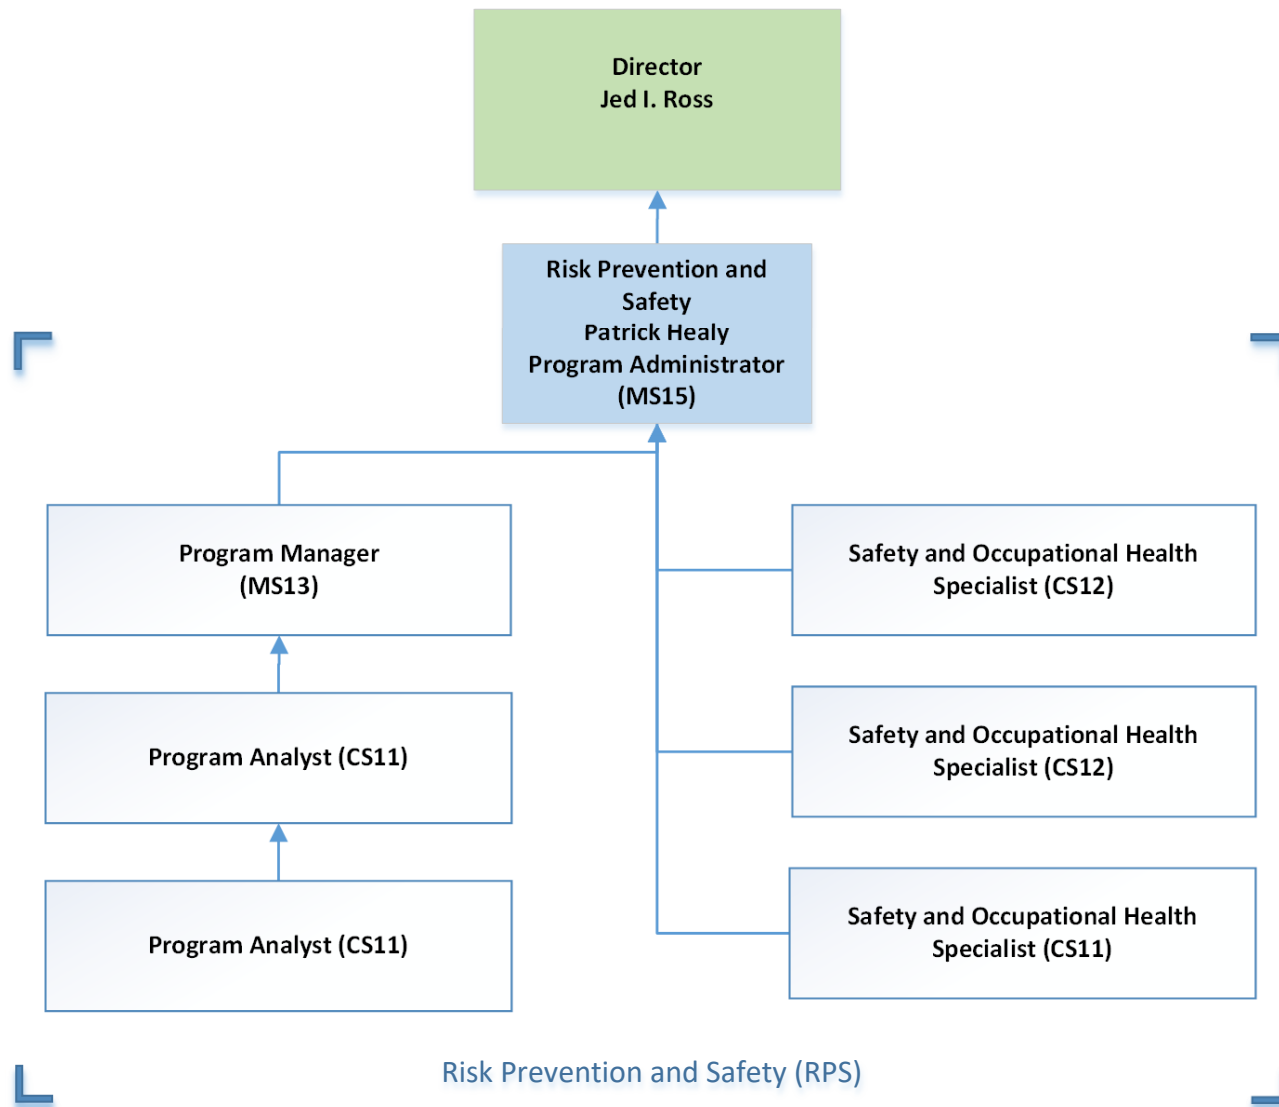 Director
Jed I. Ross
Risk Prevention and
Safety
Patrick Healy
Program Administrator
(MS15)
Program Manager
(MS13)
Program Analyst (CS11)
Program Analyst (CS11)
Safety and Occupational Health
Specialist (CS12)
Safety and Occupational Health
Specialist (CS12)
Safety and Occupational Health
Specialist (CS11)
Risk Prevention and Safety (RPS)